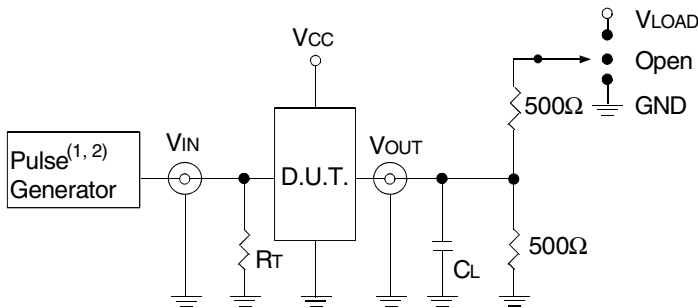 VLOAD
VCC
Open
500Ω
GND
Pulse(1, 2)
Generator
VIN
D.U.T.
VOUT
RT
CL
500Ω